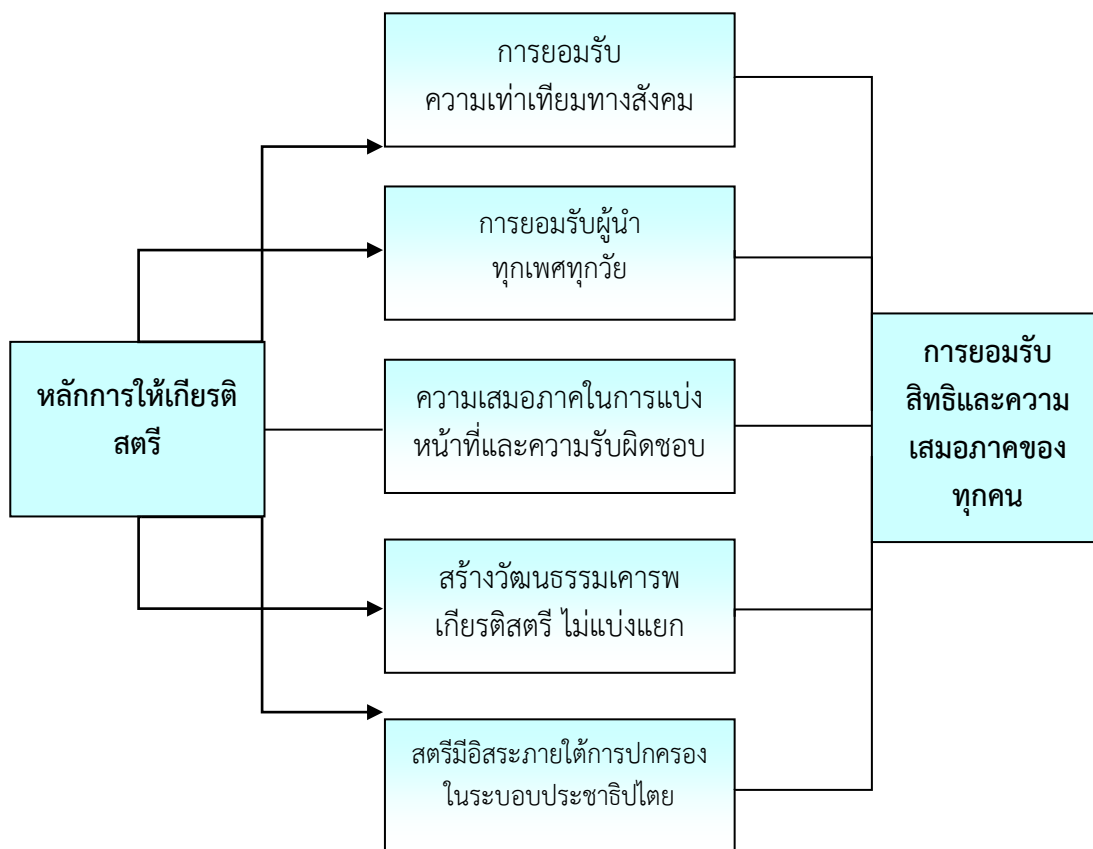 การยอมรับ
ความเท่าเทียมทางสังคม
การยอมรับผู้นำ
ทุกเพศทุกวัย
หลักการให้เกียรติ
สตรี
ความเสมอภาคในการแบ่ง
หน้าที่และความรับผิดชอบ
สร้างวัฒนธรรมเคารพ
เกียรติสตรี ไม่แบ่งแยก
สตรีมีอิสระภายใต้การปกครอง
ในระบอบประชาธิปไตย
การยอมรับ
สิทธิและความ
เสมอภาคของ
ทุกคน